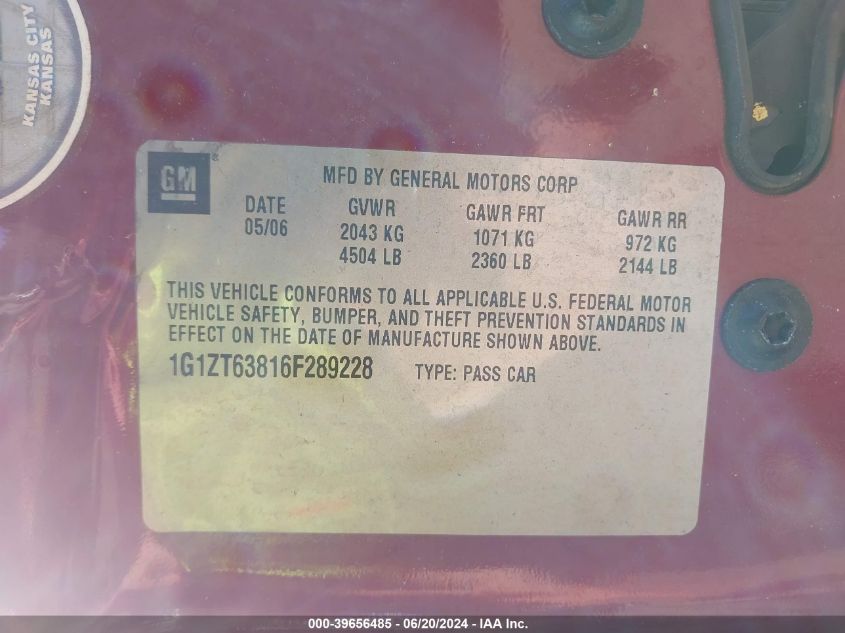 KANSAS CITY
KANSAS
GM
®
MFD BY GENERAL MOTORS CORP
DATE GVWR GAWR FRT GAWR RR
05/06 2043 KG 1071 KG 972 KG
4504 LB 2360 LB 2144 LB
THIS VEHICLE CONFORMS TO ALL APPLICABLE U.S. FEDERAL MOTOR
VEHICLE SAFETY, BUMPER, AND THEFT PREVENTION STANDARDS IN
EFFECT ON THE DATE OF MANUFACTURE SHOWN ABOVE.
1G1ZT63816F289228 TYPE: PASS CAR
000-39656485 - 06/20/2024 - IAA Inc.